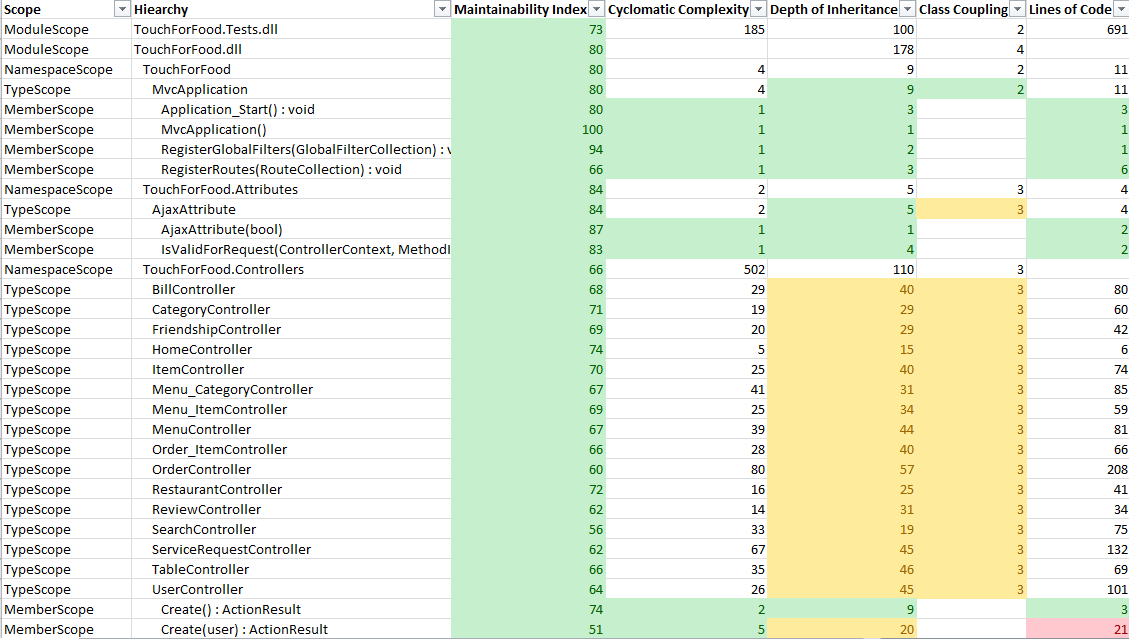 Scope Hiearchy Maintainability Index Cyclomatic Complexity Depth of Inheritance Class Coupling Lines of Code
ModuleScope TouchForFood.Tests.dll 73 185 100 2 691
ModuleScope TouchForFood.dll 80 178 4
NamespaceScope TouchForFood 80 4 9 2 11
TypeScope MvcApplication 80 4 9 2 11
MemberScope Application_Start() : void 80 1 3 3
MemberScope MvcApplication() 100 1 1 1
MemberScope RegisterGlobalFilters(GlobalFilterCollection) : v 94 1 2 1
MemberScope RegisterRoutes(RouteCollection) : void 66 1 3 6
NamespaceScope TouchForFood.Attributes 84 2 5 3 4
TypeScope AjaxAttribute 84 2 5 3 4
MemberScope AjaxAttribute(bool) 87 1 1 2
MemberScope IsValidForRequest(ControllerContext, MethodI 83 1 4 2
NamespaceScope TouchForFood.Controllers 66 502 110 3
TypeScope BillController 68 29 40 3 80
TypeScope CategoryController 71 19 29 3 60
TypeScope FriendshipController 69 20 29 3 42
TypeScope HomeController 74 5 15 3 6
TypeScope ItemController 70 25 40 3 74
TypeScope Menu_CategoryController 67 41 31 3 85
TypeScope Menu_ItemController 69 25 34 3 59
TypeScope MenuController 67 39 44 3 81
TypeScope Order_ItemController 66 28 40 3 66
TypeScope OrderController 60 80 57 3 208
TypeScope RestaurantController 72 16 25 3 41
TypeScope ReviewController 62 14 31 3 34
TypeScope SearchController 56 33 19 3 75
TypeScope ServiceRequestController 62 67 45 3 132
TypeScope TableController 66 35 46 3 69
TypeScope UserController 64 26 45 3 101
MemberScope Create() : ActionResult 74 2 9 3
MemberScope Create(user) : ActionResult 51 5 20 21